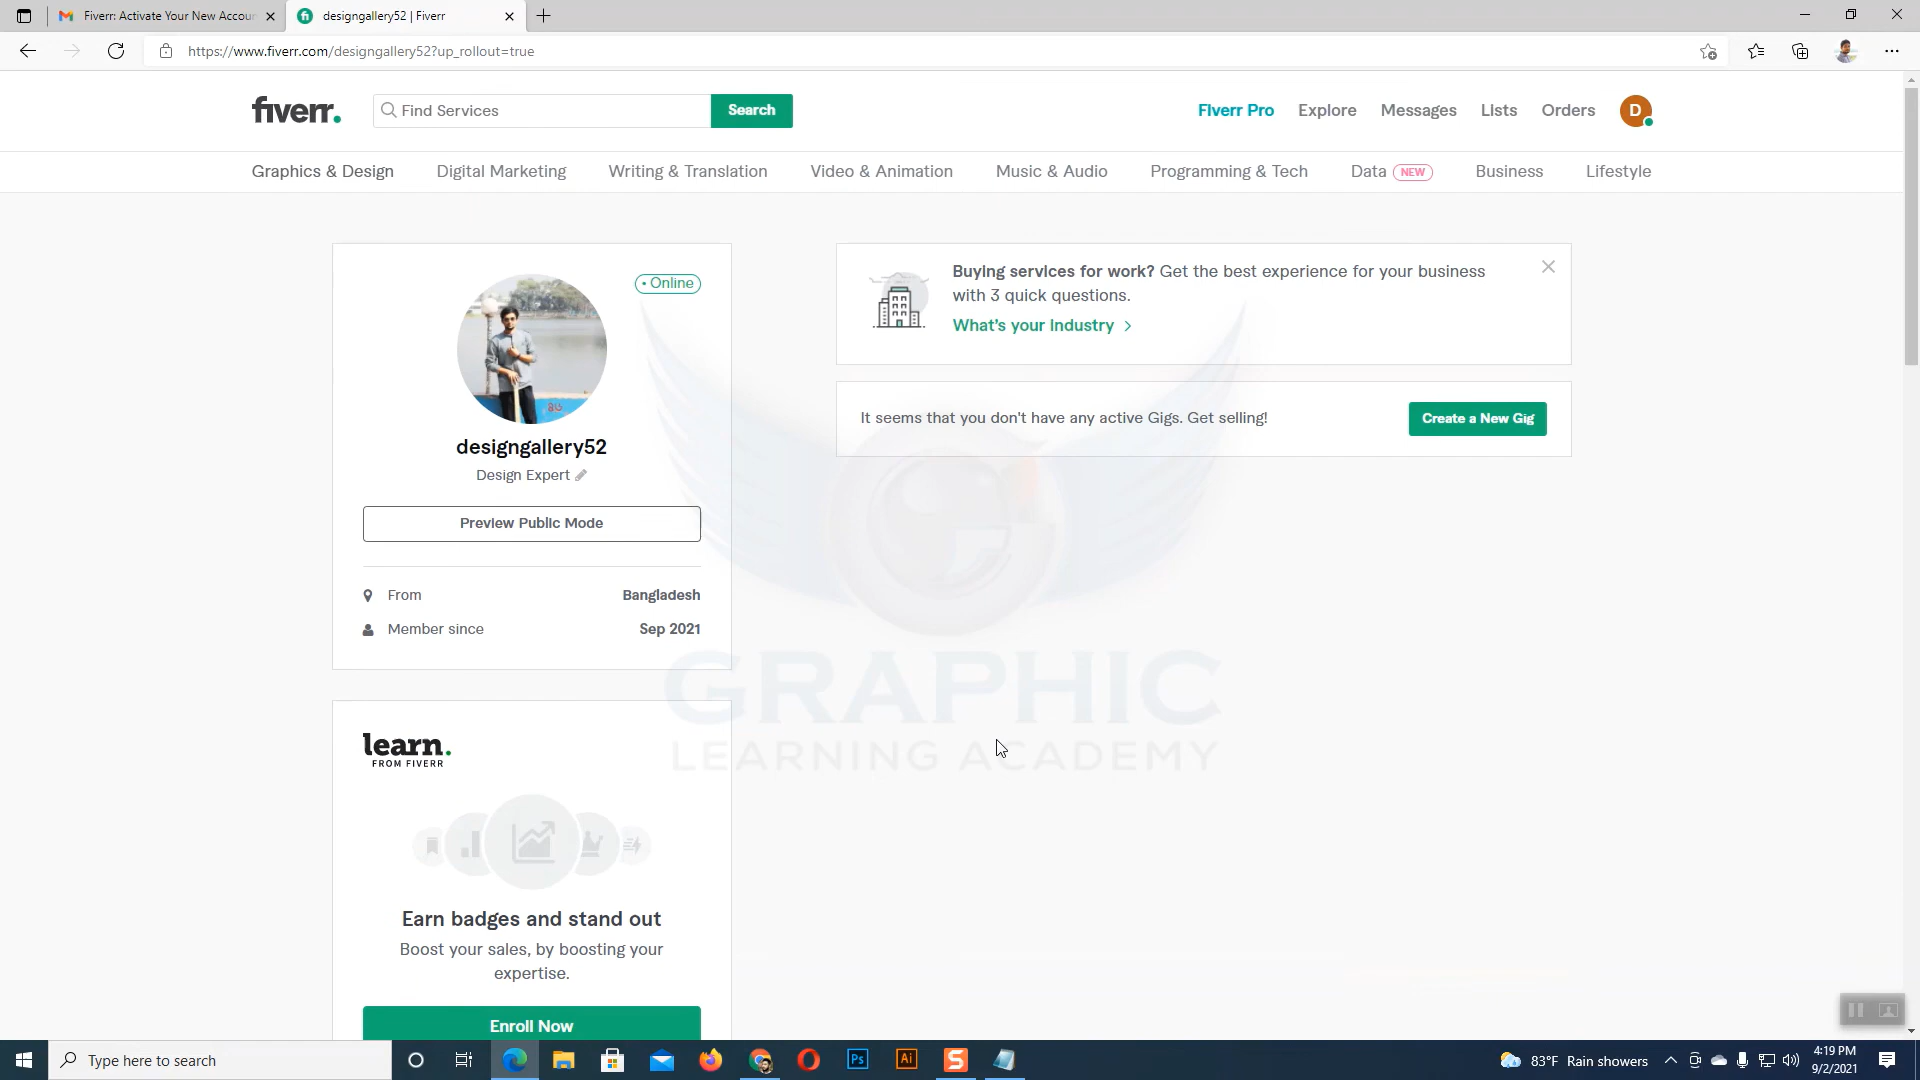 Fiverr: Activate Your New Accoun
designgallery52 | Fiverr
https://www.fiverr.com/designgallery52?up_rollout=true
fiverr.
Find Services
Search
Fiverr Pro
Explore
Messages
Lists
Orders
D
Graphics & Design
Digital Marketing
Writing & Translation
Video & Animation
Music & Audio
Programming & Tech
Data NEW
Business
Lifestyle
• Online
designgallery52
Design Expert
Preview Public Mode
From Bangladesh
Member since Sep 2021
Buying services for work? Get the best experience for your business
with 3 quick questions.
What's your industry >
It seems that you don't have any active Gigs. Get selling!
Create a New Gig
GRAPHIC
LEARNING ACADEMY
learn.
FROM FIVERR
Earn badges and stand out
Boost your sales, by boosting your
expertise.
Enroll Now
Type here to search
Ps
Ai
S
83°F Rain showers
4:19 PM
9/2/2021